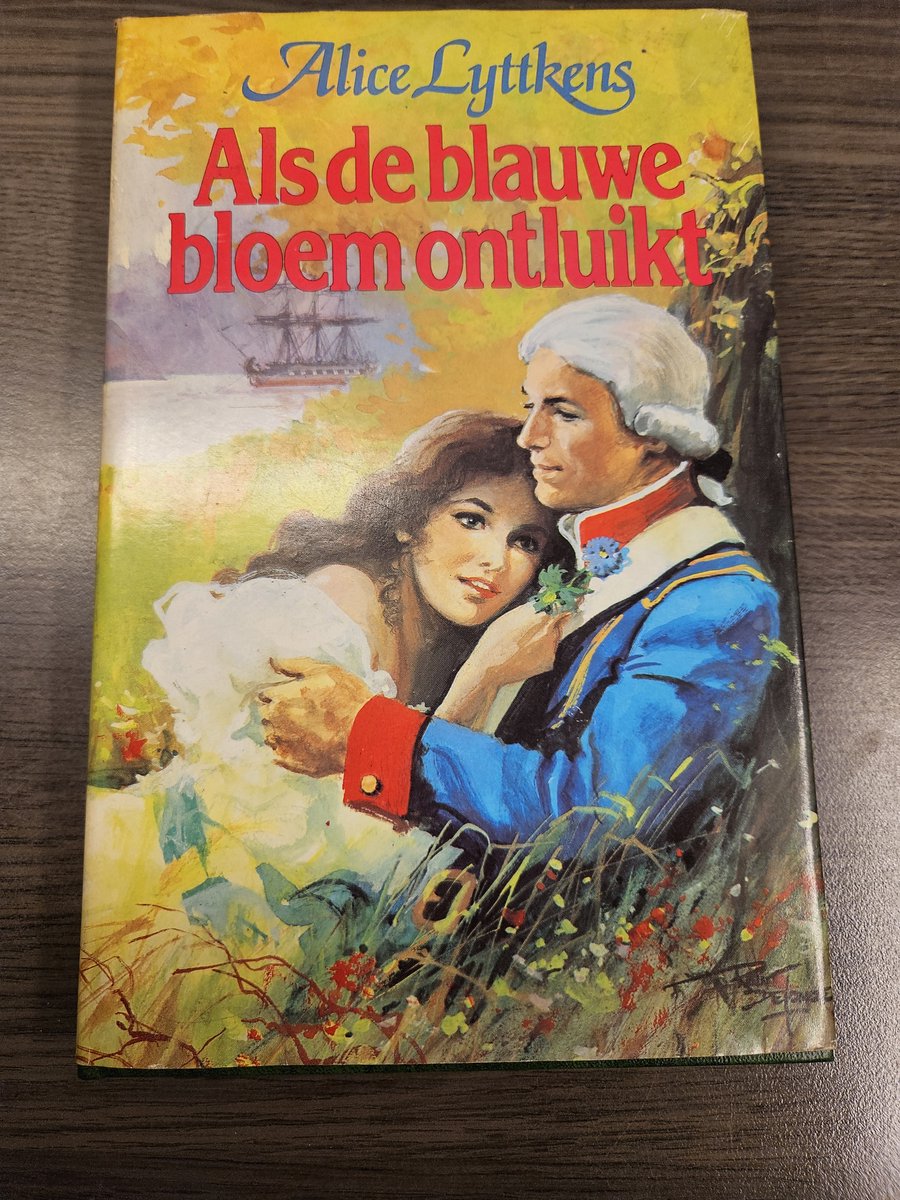 Alice Lyttkens
Als de blauwe
bloem ontluikt